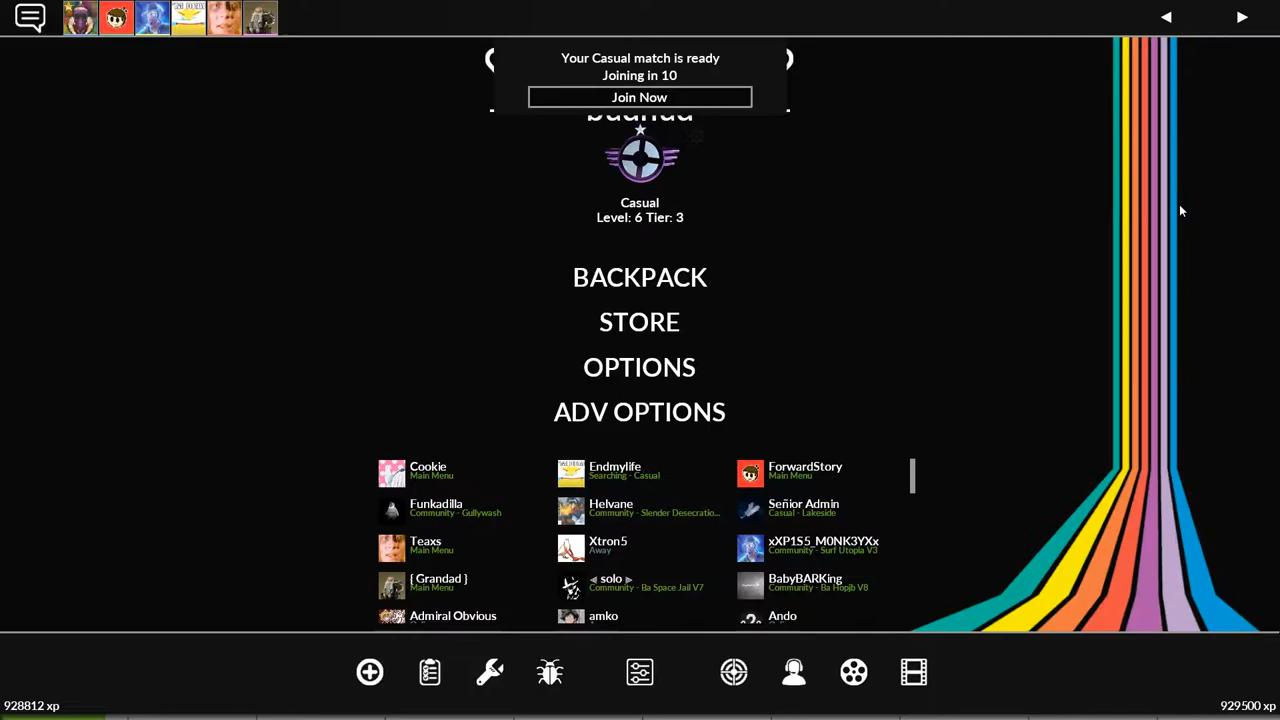 Your Casual match is ready
Joining in 10
Join Now
Casual
Level: 6 Tier: 3
BACKPACK
STORE
OPTIONS
ADV OPTIONS
Cookie
Main Menu
Endmylife
Searching - Casual
ForwardStory
Main Menu
Funkadilla
Community - Gullywash
Helvane
Community - Slender Desecratio...
Señior Admin
Casual - Lakeside
Teaxs
Main Menu
Xtron5
Away
xXP1S5_M0NK3YXx
Community - Surf Utopia V3
{ Grandad }
Main Menu
◄ solo ►
Community - Ba Space Jail V7
BabyBARKing
Community - Ba Hopjb V8
Admiral Obvious
amko
Ando
928812 xp
929500 xp